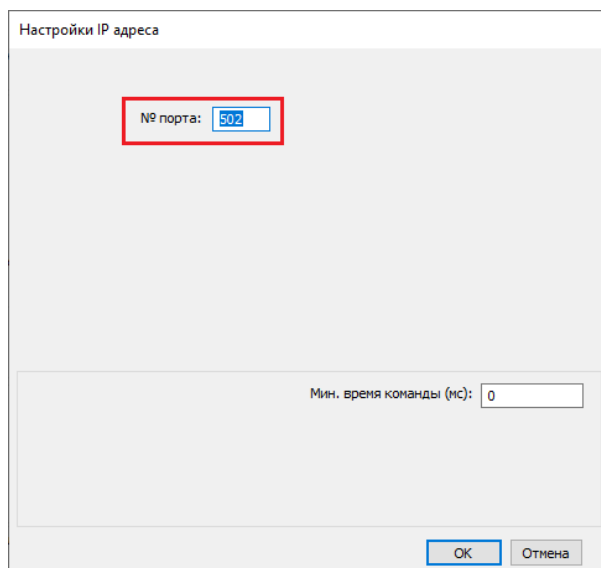 Настройки IP адреса
№ порта: 502
Мин. время команды (мс): 0
OK Отмена